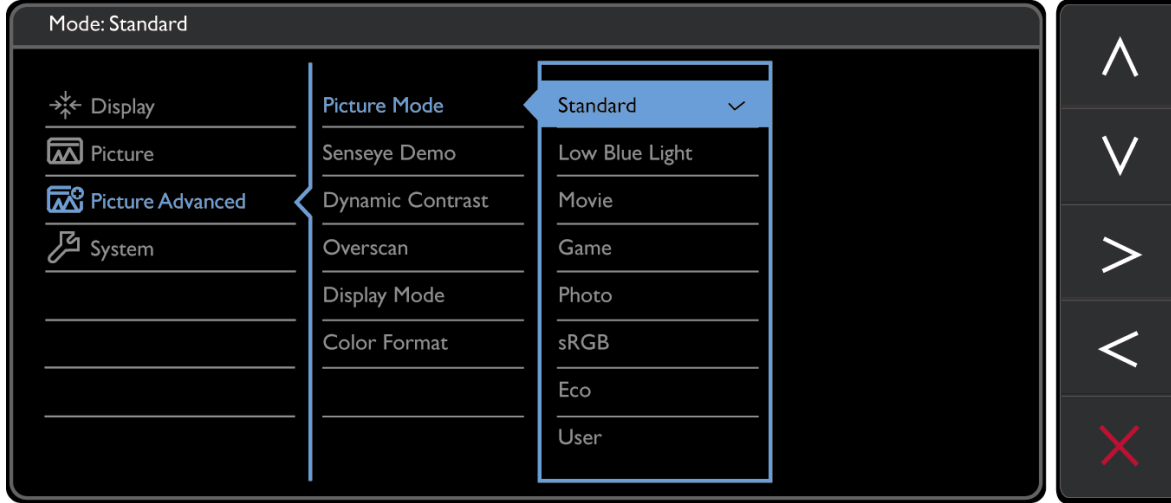 Mode: Standard
Display
Picture
Picture Advanced
System
Picture Mode
Senseye Demo
Dynamic Contrast
Overscan
Display Mode
Color Format
Standard
Low Blue Light
Movie
Game
Photo
sRGB
Eco
User